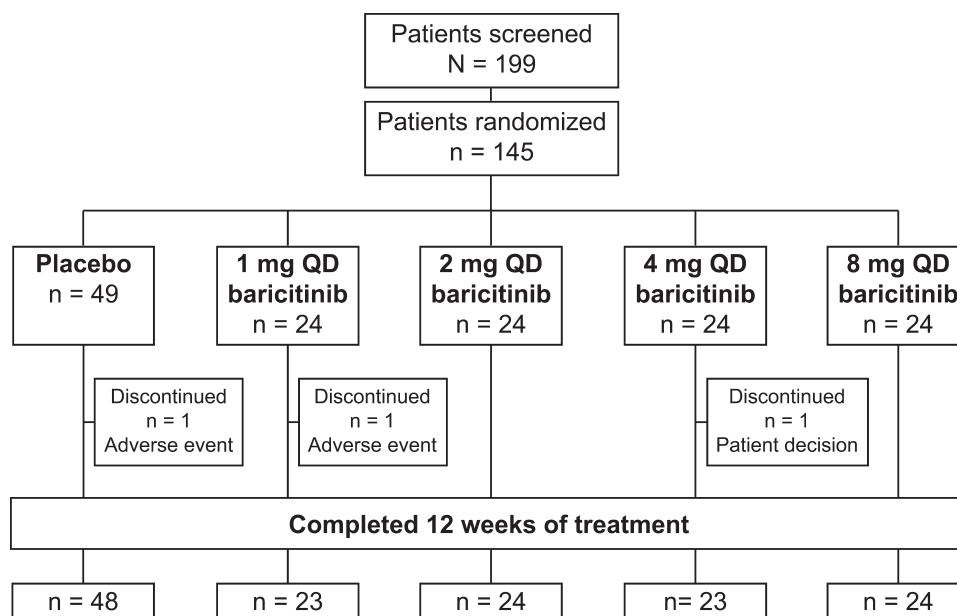 Patients screened
N = 199
Patients randomized
n = 145
Placebo
n = 49
1 mg QD
baricitinib
n = 24
2 mg QD
baricitinib
n = 24
4 mg QD
baricitinib
n = 24
8 mg QD
baricitinib
n = 24
Discontinued
n = 1
Adverse event
Discontinued
n = 1
Adverse event
Discontinued
n = 1
Patient decision
Completed 12 weeks of treatment
n = 48
n = 23
n = 24
n= 23
n = 24